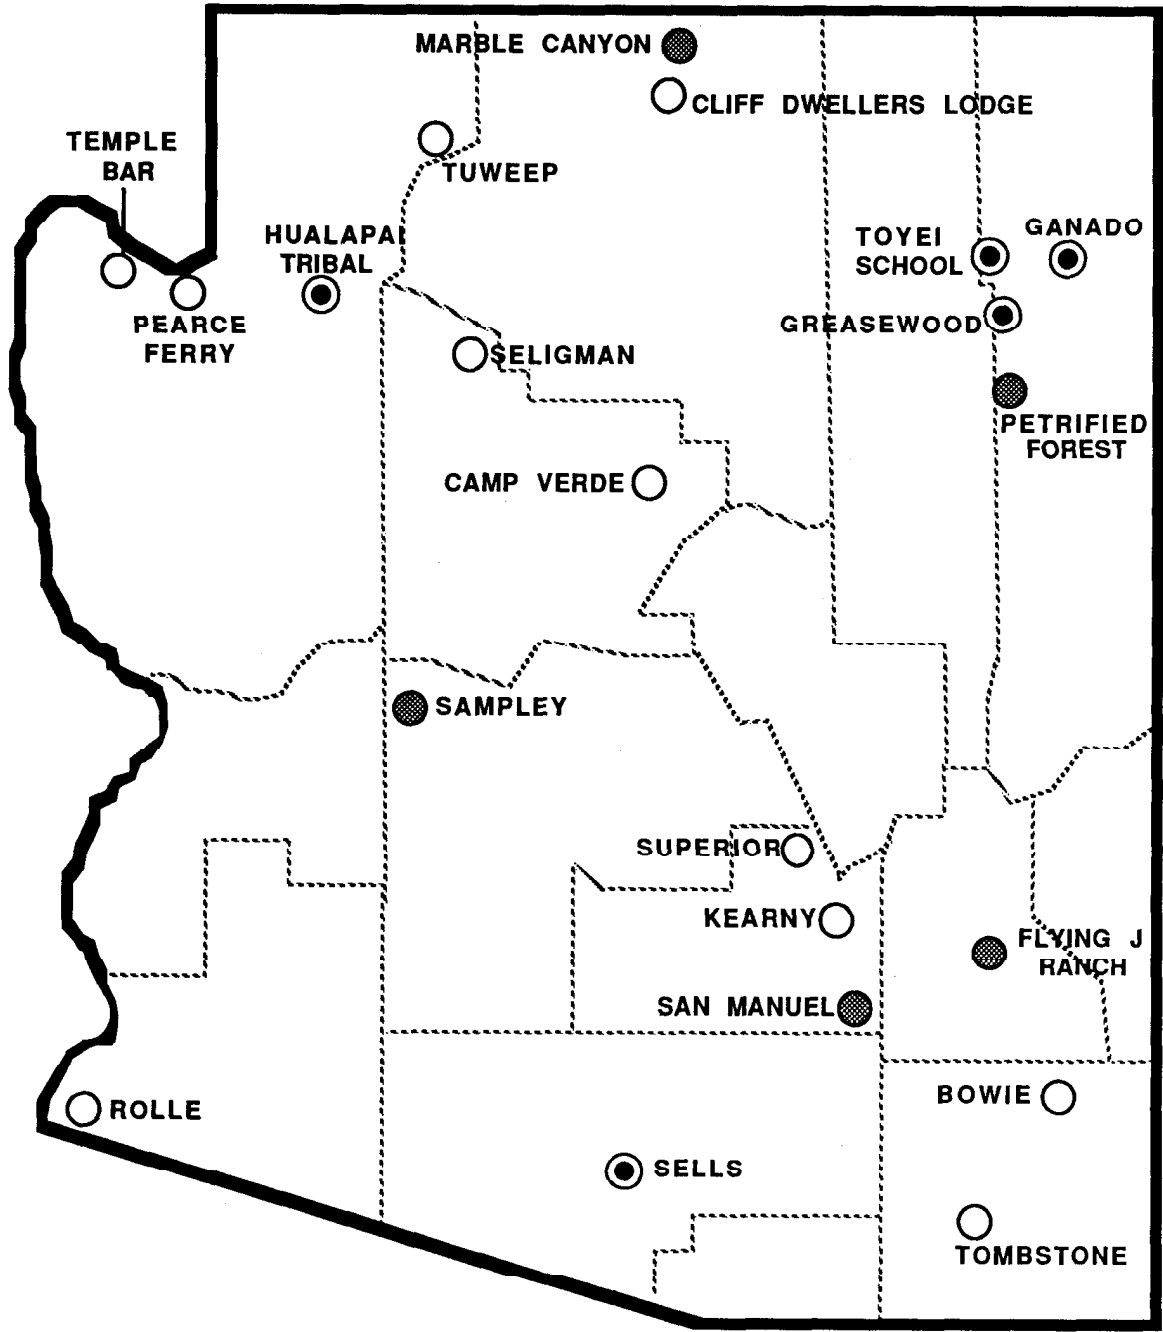 MARBLE CANYON
CLIFF DWELLERS LODGE
TEMPLE
BAR
TUWEEP
HUALAPAI
TRIBAL
TOYEI
SCHOOL
GANADO
PEARCE
FERRY
GREASEWOOD
SELIGMAN
PETRIFIED
FOREST
CAMP VERDE
SAMPLEY
SUPERIOR
KEARNY
FLYING J
RANCH
SAN MANUEL
ROLLE
BOWIE
SELLS
TOMBSTONE